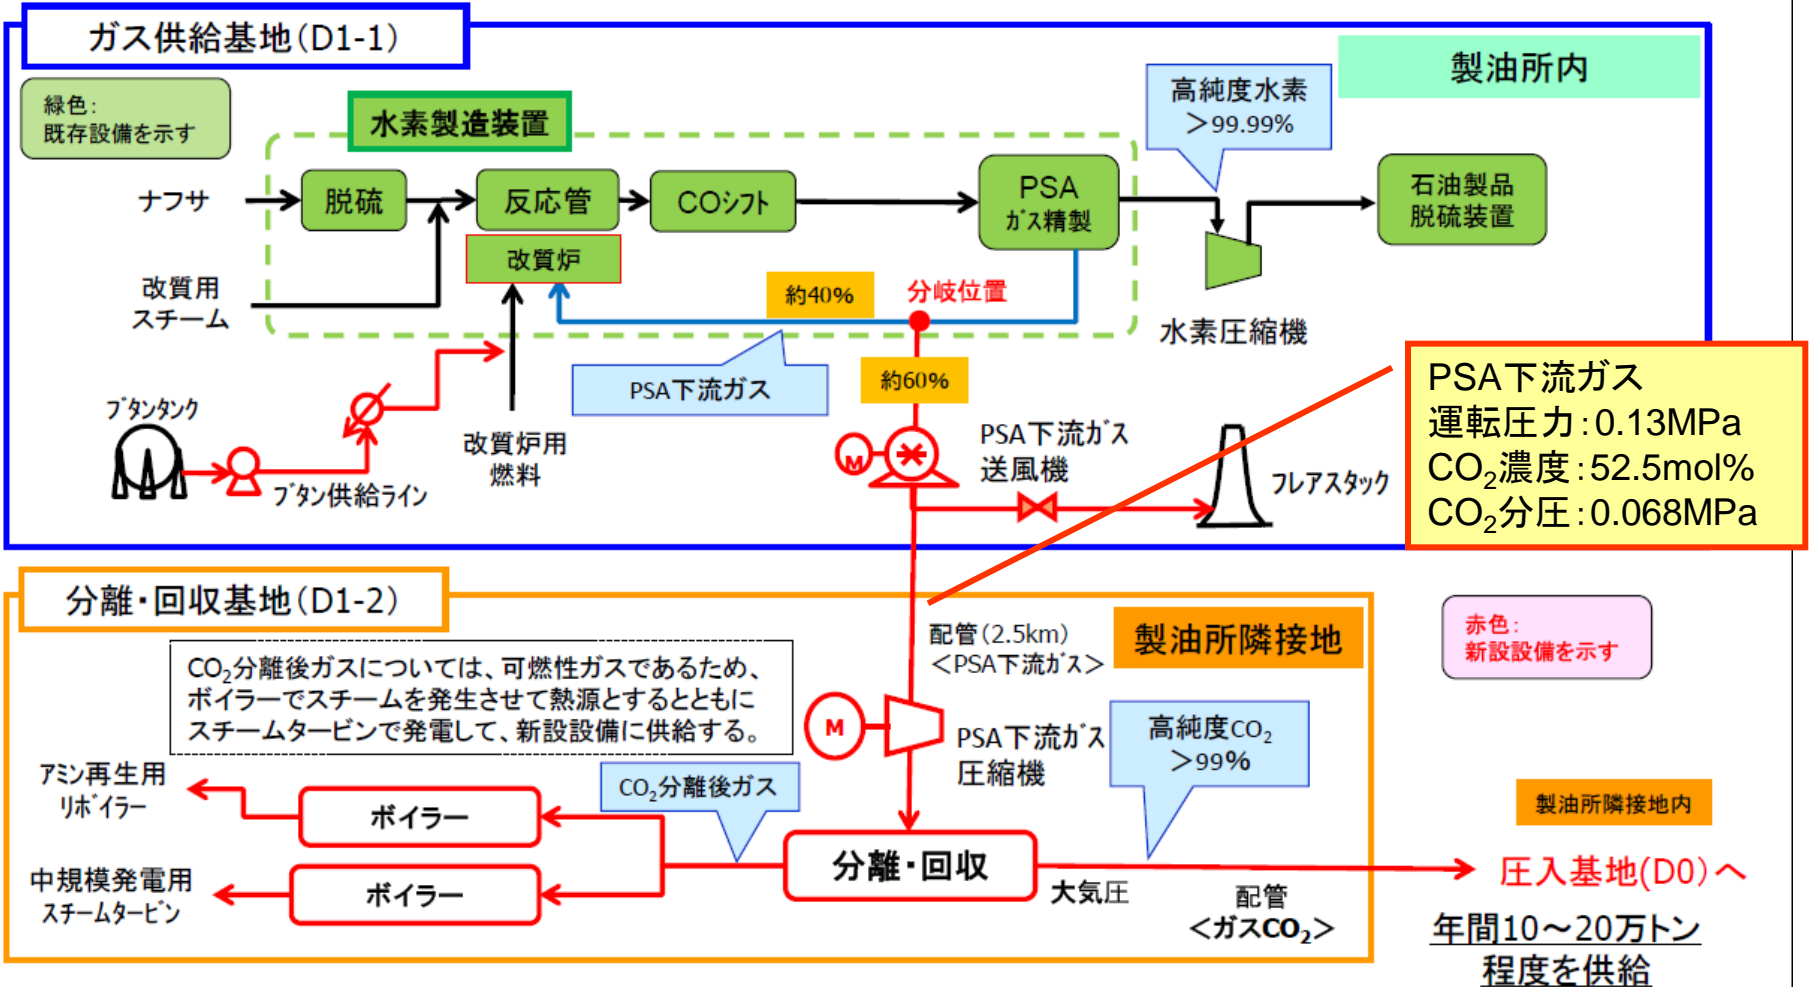 ガス供給基地(D1-1)
製油所内
緑色:
既存設備を示す
水素製造装置
高純度水素
＞99.99%
ナフサ
脱硫
反応管
COシフト
PSA
ガス精製
石油製品
脱硫装置
改質炉
改質用
スチーム
約40%
分岐位置
水素圧縮機
PSA下流ガス
約60%
PSA下流ガス
運転圧力:0.13MPa
CO₂濃度:52.5mol%
CO₂分圧:0.068MPa
ブタンタンク
ブタン供給ライン
改質炉用
燃料
M
PSA下流ガス
送風機
フレアスタック
分離・回収基地(D1-2)
配管(2.5km)
＜PSA下流ガス＞
製油所隣接地
赤色:
新設設備を示す
CO₂分離後ガスについては、可燃性ガスであるため、
ボイラーでスチームを発生させて熱源とするとともに
スチームタービンで発電して、新設設備に供給する。
M
PSA下流ガス
圧縮機
高純度CO₂
＞99%
アミン再生用
リボイラー
ボイラー
CO₂分離後ガス
製油所隣接地内
分離・回収
圧入基地(D0)へ
中規模発電用
スチームタービン
ボイラー
大気圧
配管
＜ガスCO₂＞
年間10～20万トン
程度を供給